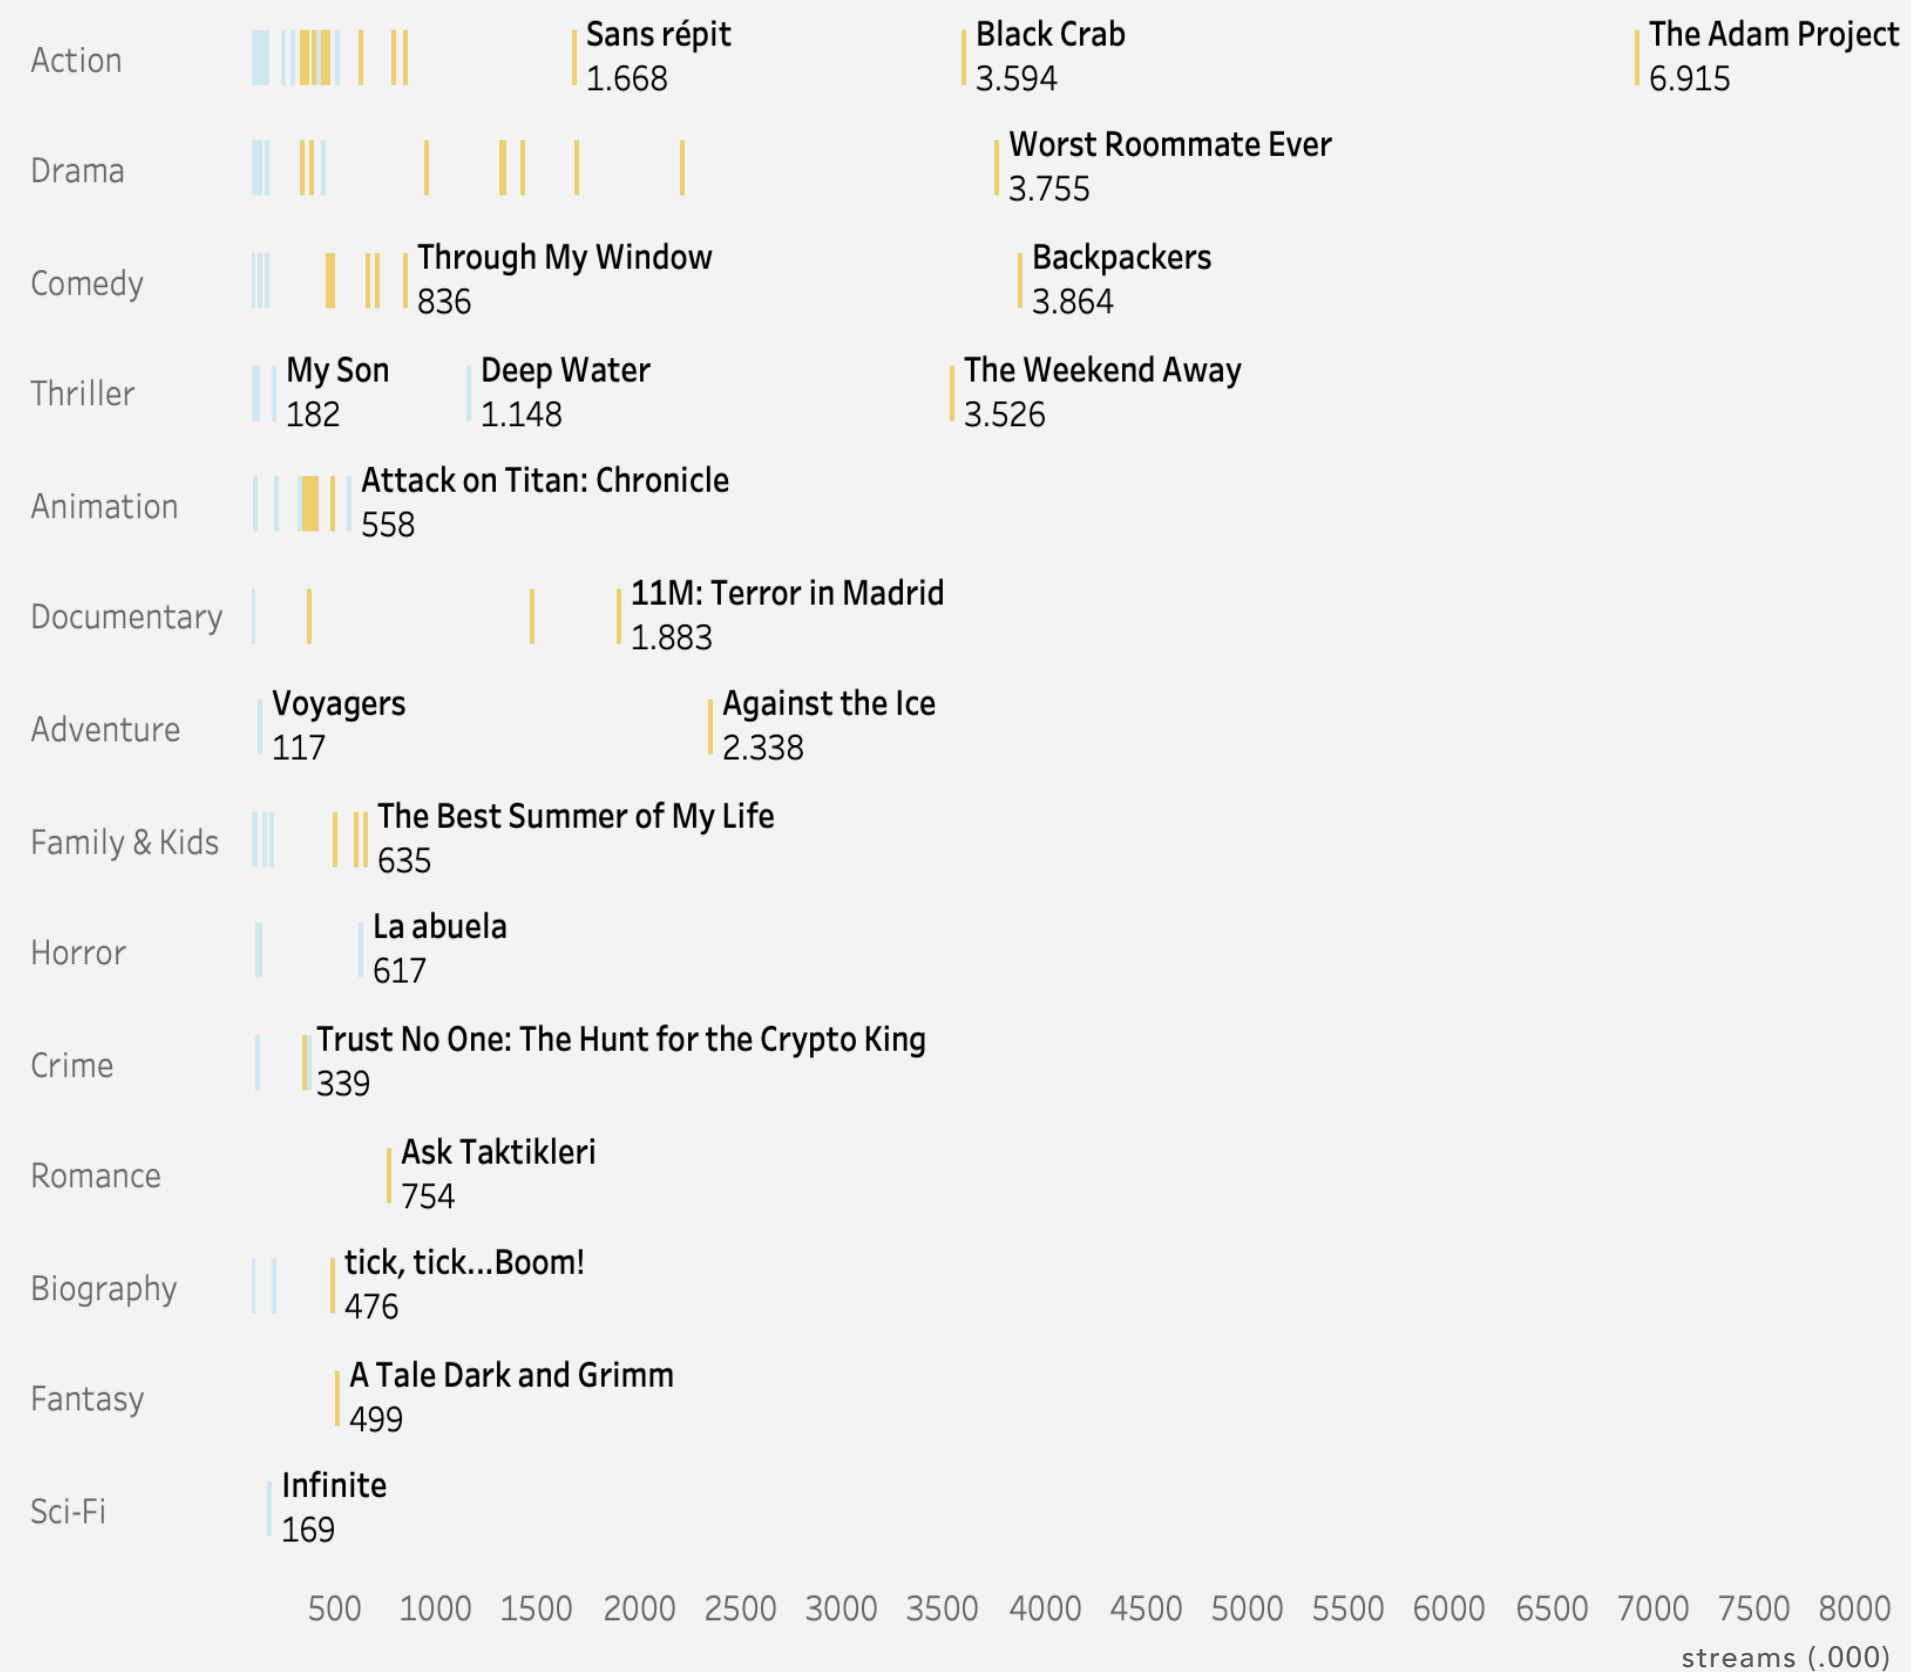 Action
Sans répit
1.668
Black Crab
3.594
The Adam Project
6.915
Drama
Worst Roommate Ever
3.755
Comedy
Through My Window
836
Backpackers
3.864
Thriller
My Son
182
Deep Water
1.148
The Weekend Away
3.526
Animation
Attack on Titan: Chronicle
558
Documentary
11M: Terror in Madrid
1.883
Adventure
Voyagers
117
Against the Ice
2.338
Family & Kids
The Best Summer of My Life
635
Horror
La abuela
617
Crime
Trust No One: The Hunt for the Crypto King
339
Romance
Ask Taktikleri
754
Biography
tick, tick...Boom!
476
Fantasy
A Tale Dark and Grimm
499
Sci-Fi
Infinite
169
500 1000 1500 2000 2500 3000 3500 4000 4500 5000 5500 6000 6500 7000 7500 8000
streams (.000)